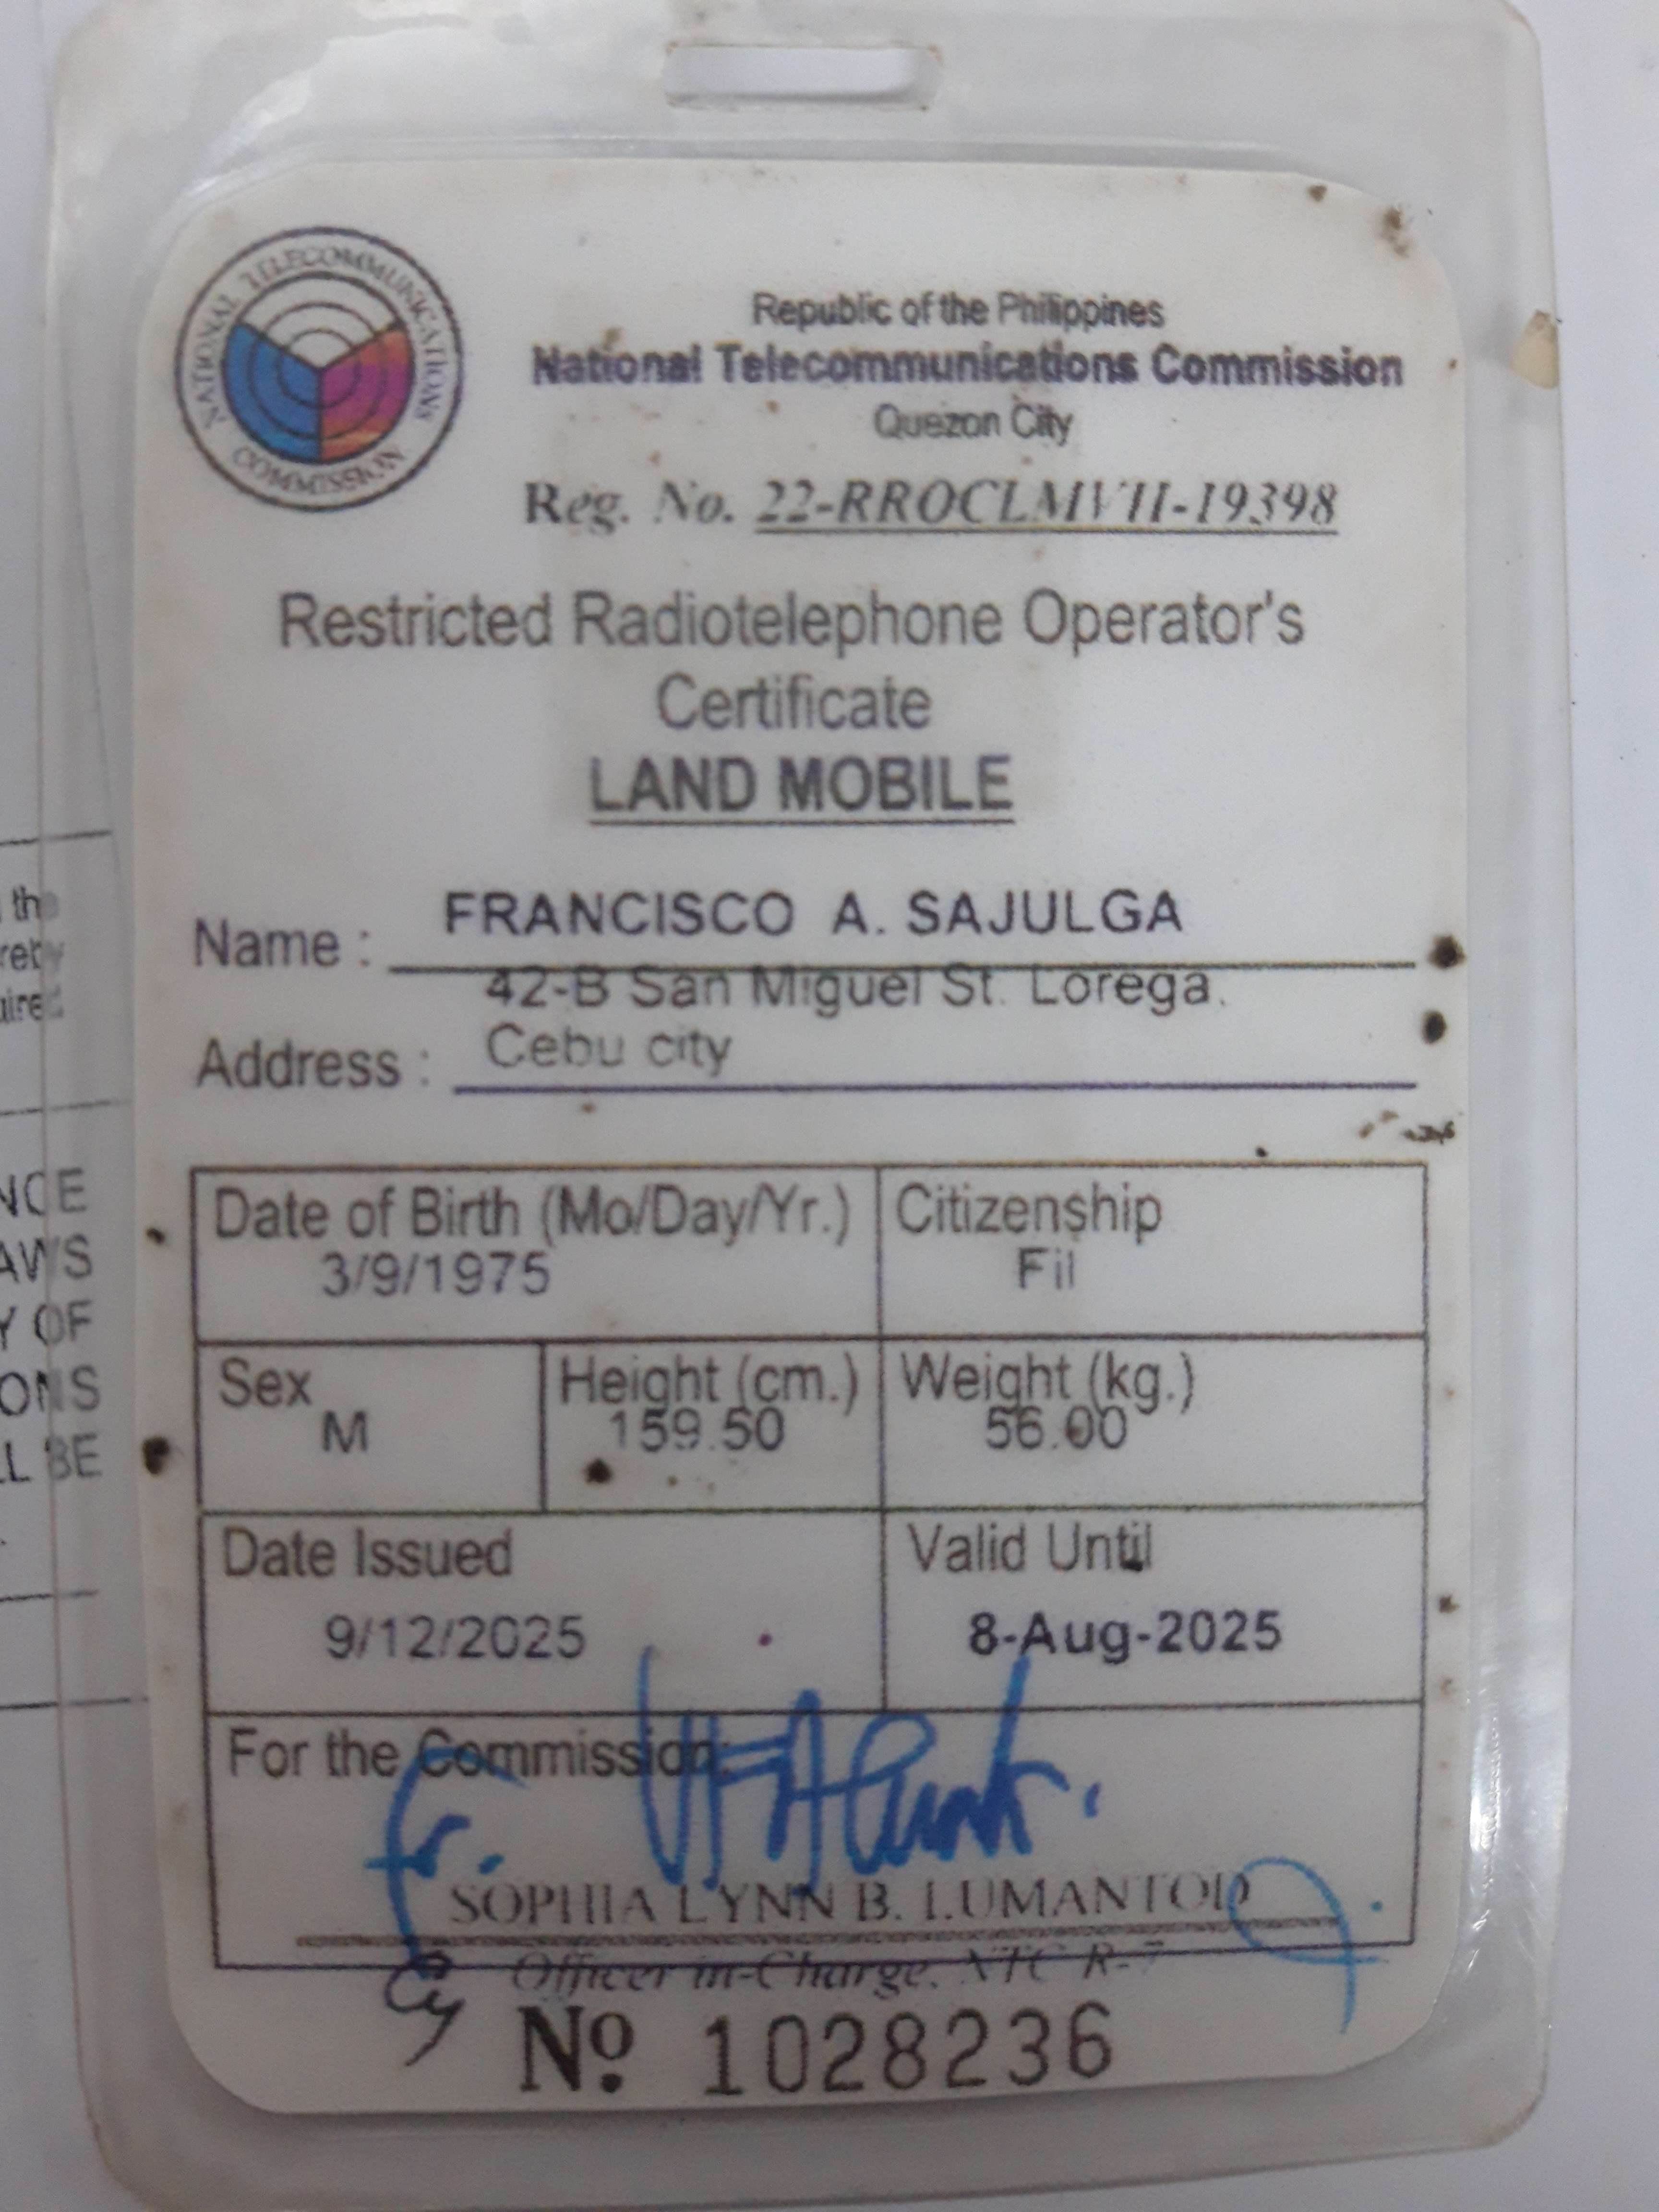 NATIONAL TELECOMMUNICATIONS COMMISSION
Republic of the Philippines
National Telecommunications Commission
Quezon City
Reg. No. 22-RROCLMVII-19398
Restricted Radiotelephone Operator's
Certificate
LAND MOBILE
Name : FRANCISCO A. SAJULGA
42-B San Miguel St. Lorega.
Address : Cebu city
Date of Birth (Mo/Day/Yr.) Citizenship
3/9/1975 Fil
Sex Height (cm.) Weight (kg.)
M 159.50 56.00
Date Issued Valid Until
9/12/2025 8-Aug-2025
For the Commission:
SOPHIA LYNN B. LUMANTOD
Officer in-Charge, NTC R-7
Nº. 1028236
the
NCE
AWS
Y OF
ONS
LL BE